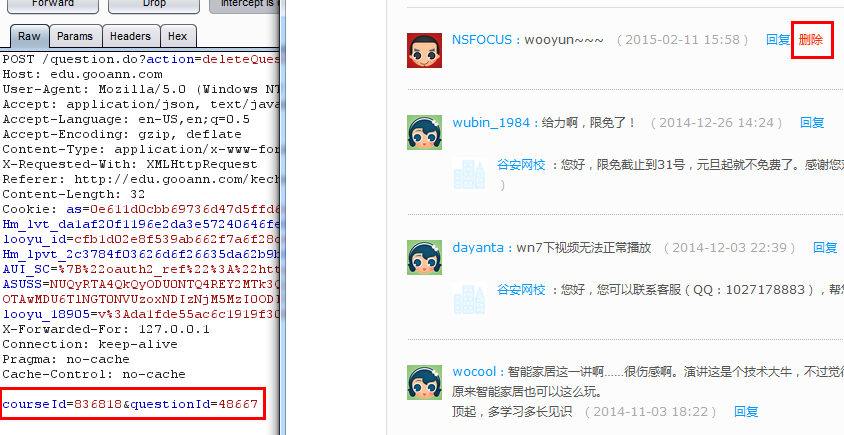 Forward
Drop
Intercept is
Raw
Params
Headers
Hex
POST /question.do?action=deleteQues
Host: edu.gooann.com
User-Agent: Mozilla/5.0 (Windows NT
Accept: application/json, text/java
Accept-Language: en-US,en;q=0.5
Accept-Encoding: gzip, deflate
Content-Type: application/x-www-for
X-Requested-With: XMLHttpRequest
Referer: http://edu.gooann.com/kech
Content-Length: 32
Cookie: as=0e611d0cbb69736d47d5ffd6
Hm_lvt_da1af20f1196e2da3e57240646fe
looyu_id=cfb1d02e8f539ab662f7a6f28d
Hm_lpvt_2c3784f03626d6f26635da62b9b
AUI_SC=%7B%22oauth2_ref%22%3A%22htt
looyu_18905=v%3Ada1fde55ac6c1919f30
X-Forwarded-For: 127.0.0.1
Connection: keep-alive
Pragma: no-cache
Cache-Control: no-cache
courseId=836818&questionId=48667
NSFOCUS：wooyun~~~ （2015-02-11 15:58） 回复 删除
wubin_1984：给力啊，限免了！ （2014-12-26 14:24） 回复
谷安网校 ：您好，限免截止到31号，元旦起就不免费了。感谢您对
）
dayanta：wn7下视频无法正常播放 （2014-12-03 22:39） 回复
谷安网校 ：您好，您可以联系客服（QQ：1027178883），帮您
wocool：智能家居这一讲啊......很伤感啊。演讲这是个技术大牛，不过觉得
原来智能家居也可以这么玩。
顶起，多学习多长见识 （2014-11-03 18:22） 回复